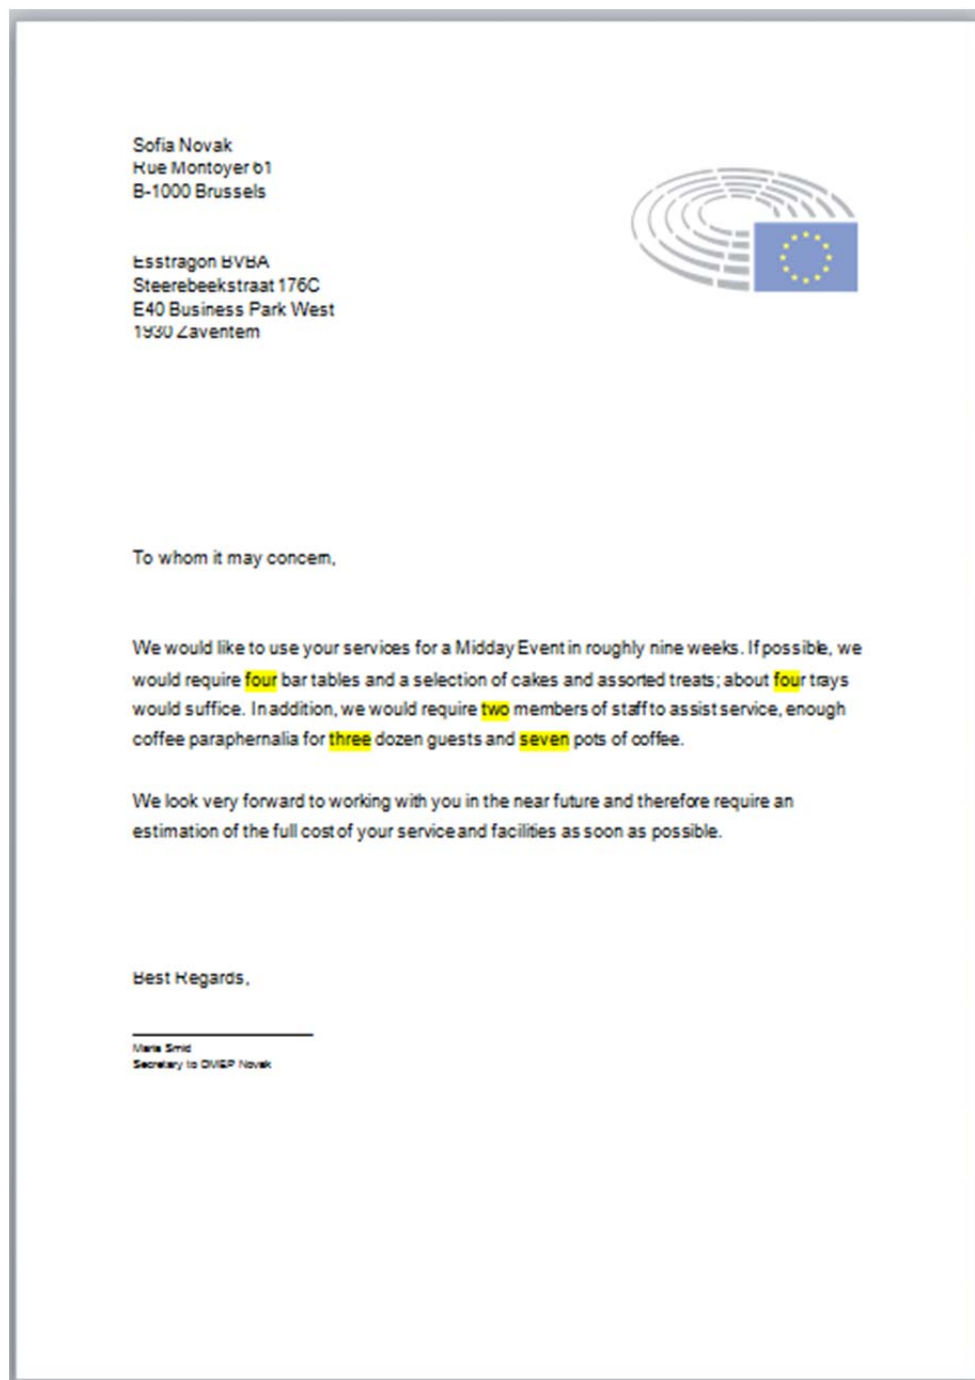 Sofia Novak
Rue Montoyer 61
B-1000 Brussels
Esstragon BVBA
Steerebeekstraat 176C
E40 Business Park West
1930 Zaventem
To whom it may concern,
We would like to use your services for a Midday Event in roughly nine weeks. If possible, we
would require four bar tables and a selection of cakes and assorted treats; about four trays
would suffice. In addition, we would require two members of staff to assist service, enough
coffee paraphernalia for three dozen guests and seven pots of coffee.
We look very forward to working with you in the near future and therefore require an
estimation of the full cost of your service and facilities as soon as possible.
Best Regards,
Maria Smid
Secretary to DMEP Novak